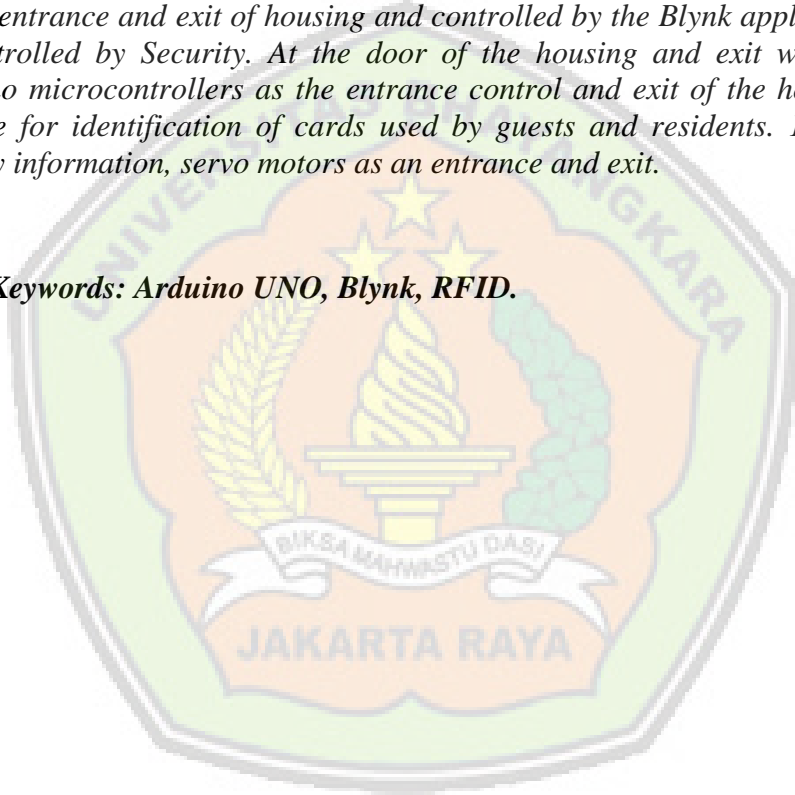 entrance and exit of housing and controlled by the Blynk appl
trolled by Security. At the door of the housing and exit w
no microcontrollers as the entrance control and exit of the h
e for identification of cards used by guests and residents.
y information, servo motors as an entrance and exit.
Keywords: Arduino UNO, Blynk, RFID.
UNIVERSITAS BHAYANGKARA
BIKSA MAHWASTU DASI
JAKARTA RAYA